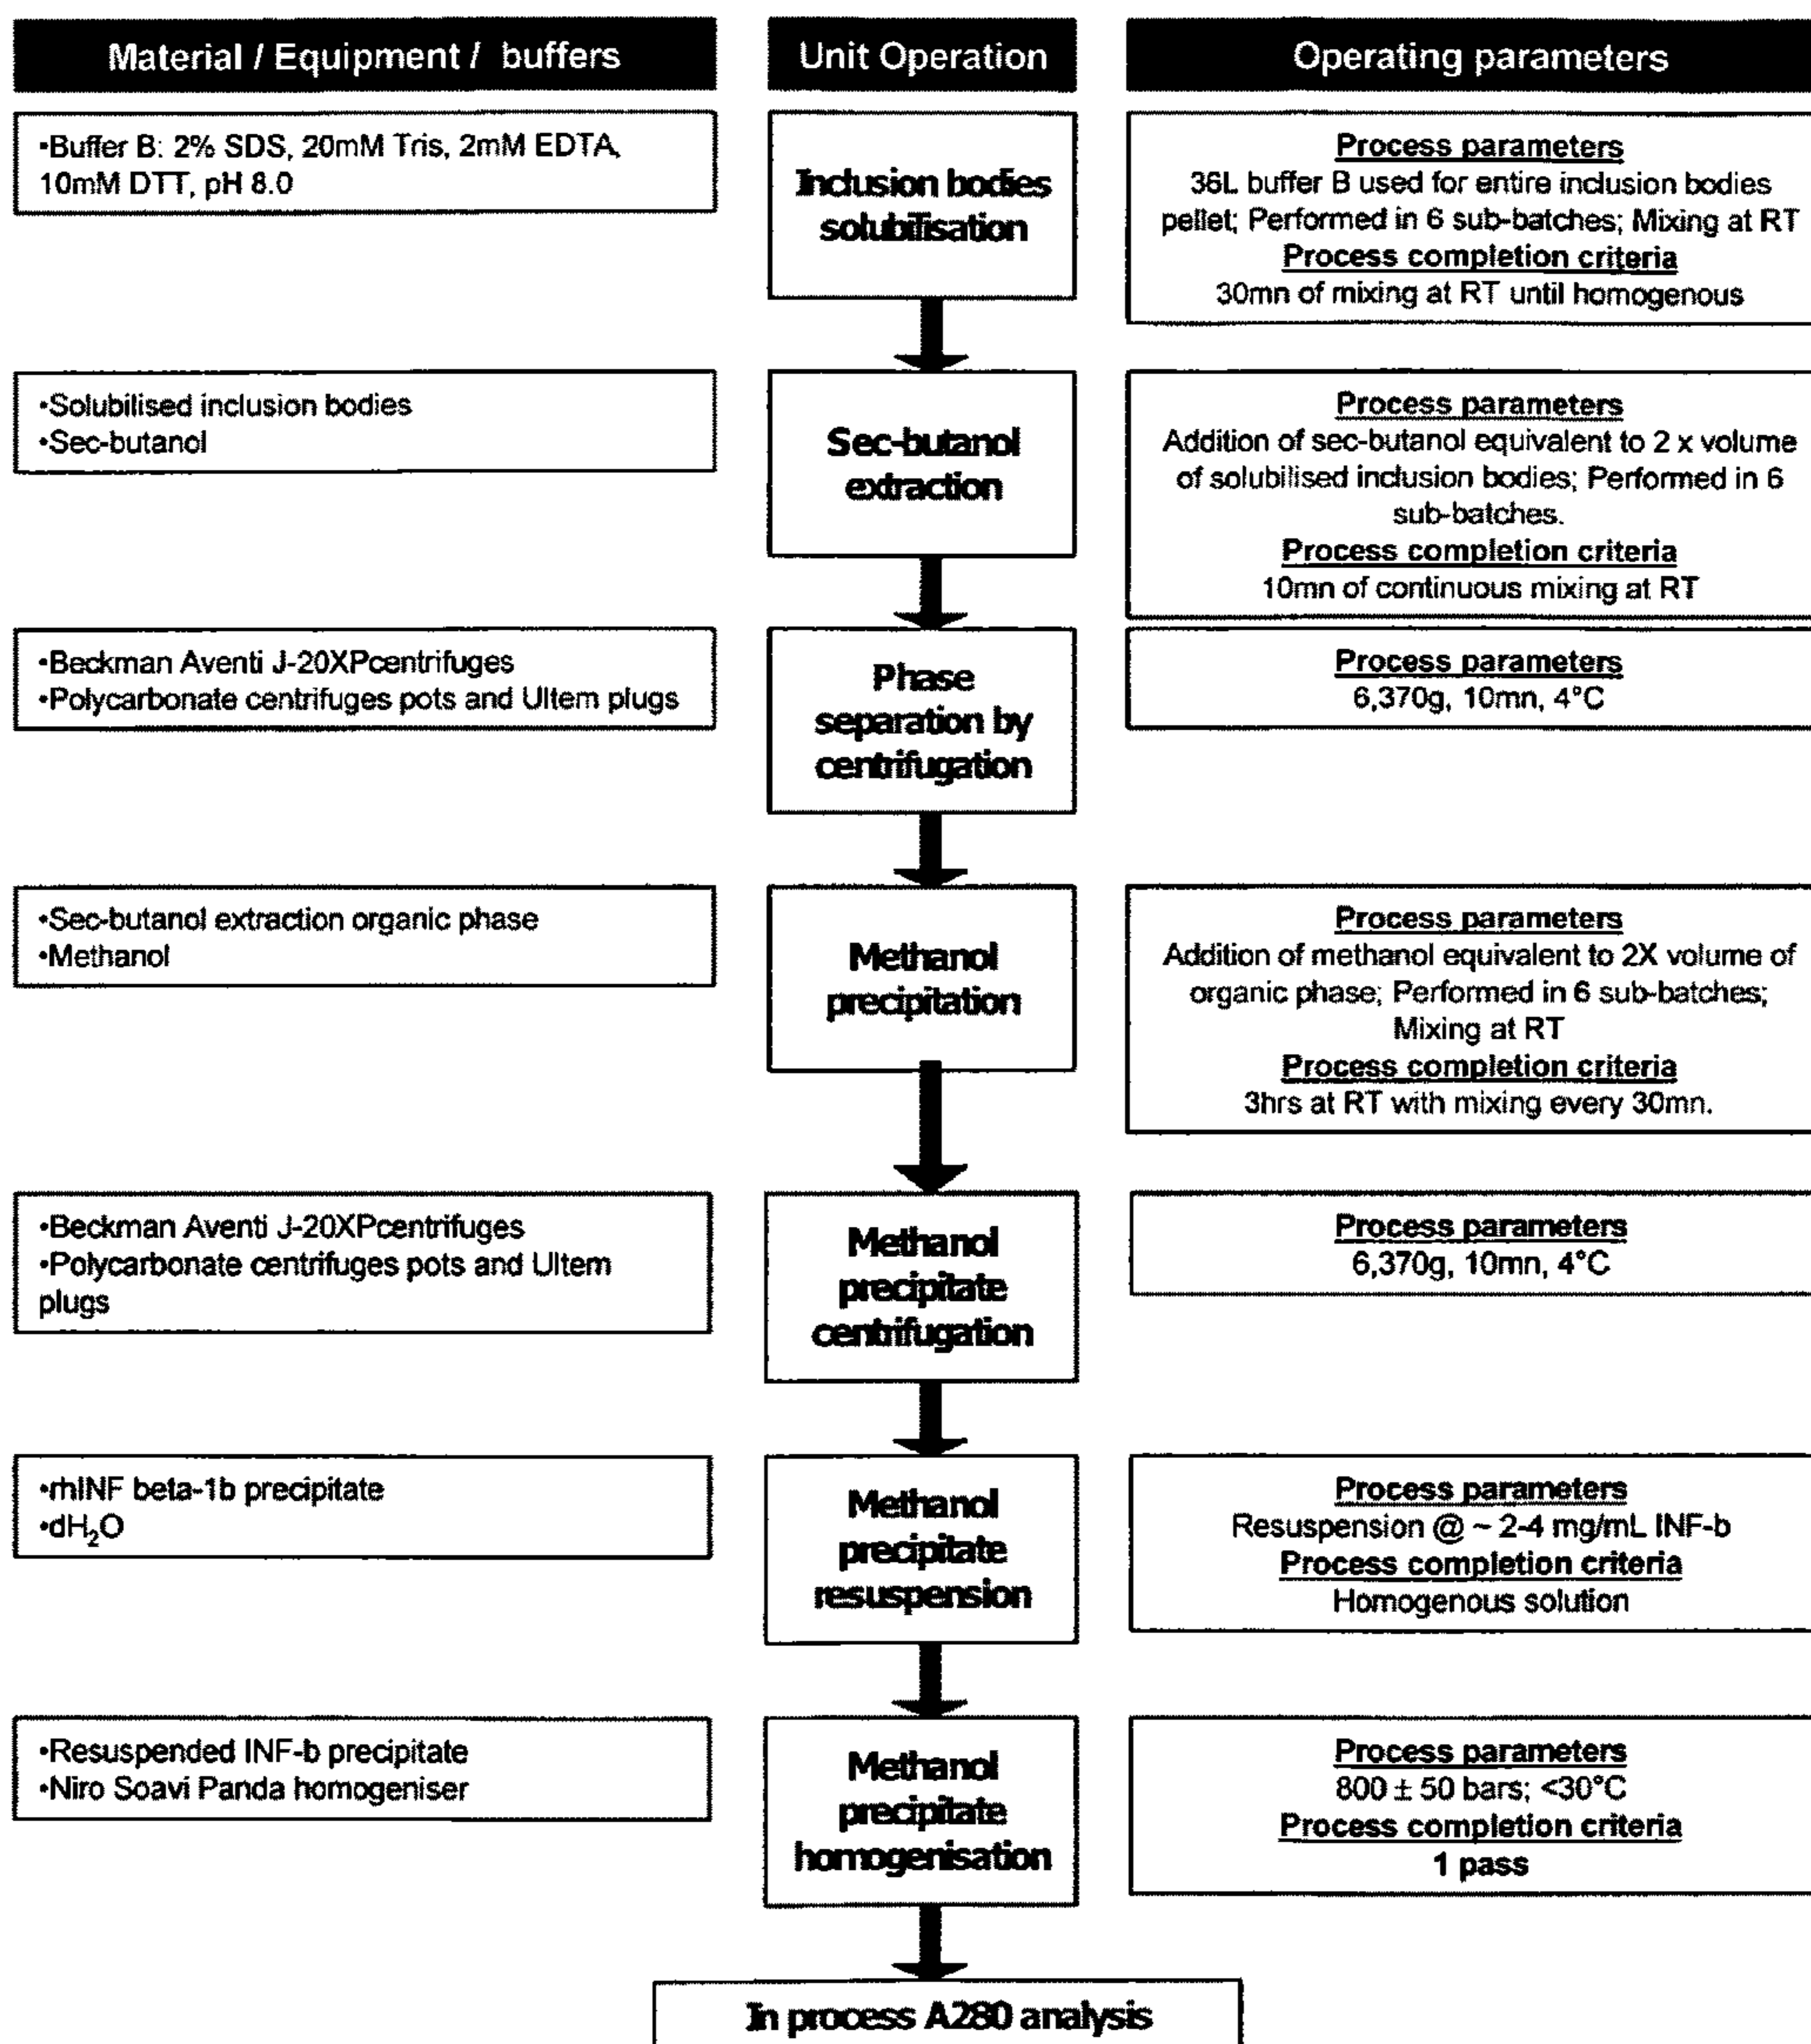 Material / Equipment / buffers
Unit Operation
Operating parameters
•Buffer B: 2% SDS, 20mM Tris, 2mM EDTA,
10mM DTT, pH 8.0
Inclusion bodies
solubilisation
Process parameters
36L buffer B used for entire inclusion bodies
pellet; Performed in 6 sub-batches; Mixing at RT
Process completion criteria
30mn of mixing at RT until homogenous
•Solubilised inclusion bodies
•Sec-butanol
Sec-butanol
extraction
Process parameters
Addition of sec-butanol equivalent to 2 x volume
of solubilised inclusion bodies; Performed in 6
sub-batches.
Process completion criteria
10mn of continuous mixing at RT
•Beckman Aventi J-20XPcentrifuges
•Polycarbonate centrifuges pots and Ultem plugs
Phase
separation by
centrifugation
Process parameters
6,370g, 10mn, 4°C
•Sec-butanol extraction organic phase
•Methanol
Methanol
precipitation
Process parameters
Addition of methanol equivalent to 2X volume of
organic phase; Performed in 6 sub-batches;
Mixing at RT
Process completion criteria
3hrs at RT with mixing every 30mn.
•Beckman Aventi J-20XPcentrifuges
•Polycarbonate centrifuges pots and Ultem
plugs
Methanol
precipitate
centrifugation
Process parameters
6,370g, 10mn, 4°C
•rhINF beta-1b precipitate
•dH₂O
Methanol
precipitate
resuspension
Process parameters
Resuspension @ ~ 2-4 mg/mL INF-b
Process completion criteria
Homogenous solution
•Resuspended INF-b precipitate
•Niro Soavi Panda homogeniser
Methanol
precipitate
homogenisation
Process parameters
800 ± 50 bars; <30°C
Process completion criteria
1 pass
In process A280 analysis